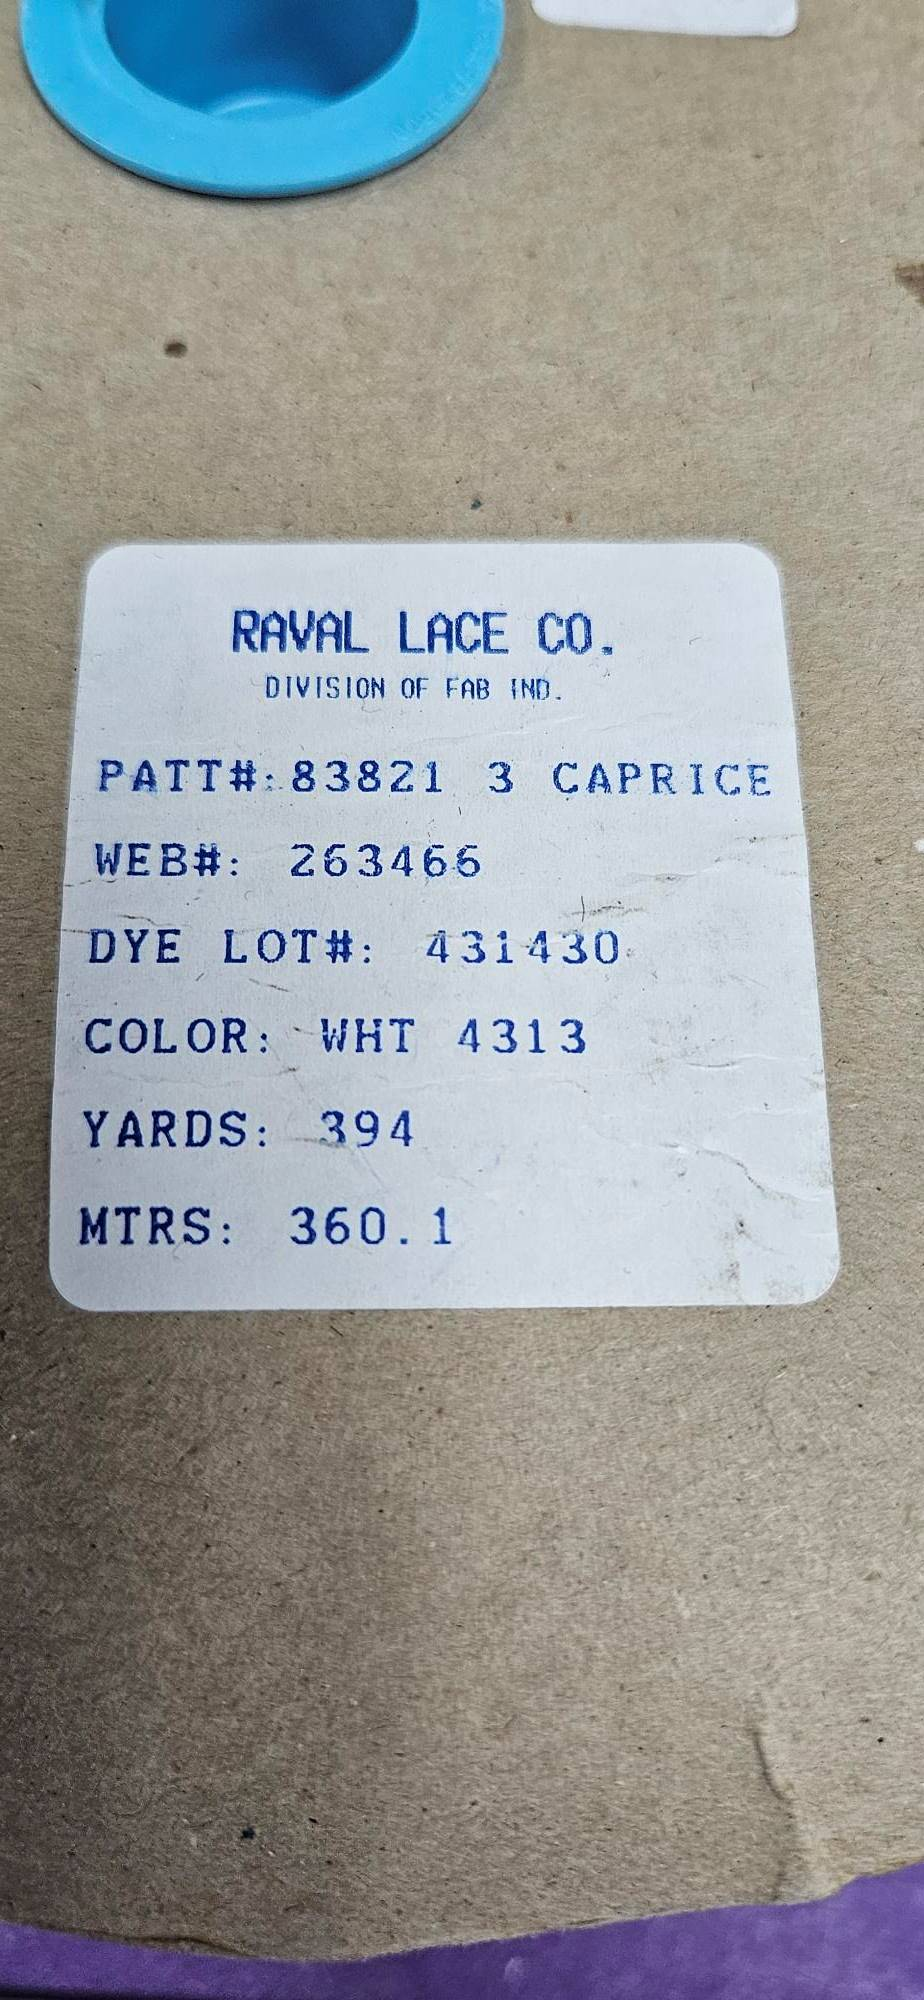 RAVAL LACE CO.
DIVISION OF FAB IND.
PATT#: 83821 3 CAPRICE
WEB#: 263466
DYE LOT#: 431430
COLOR: WHT 4313
YARDS: 394
MTRS: 360.1